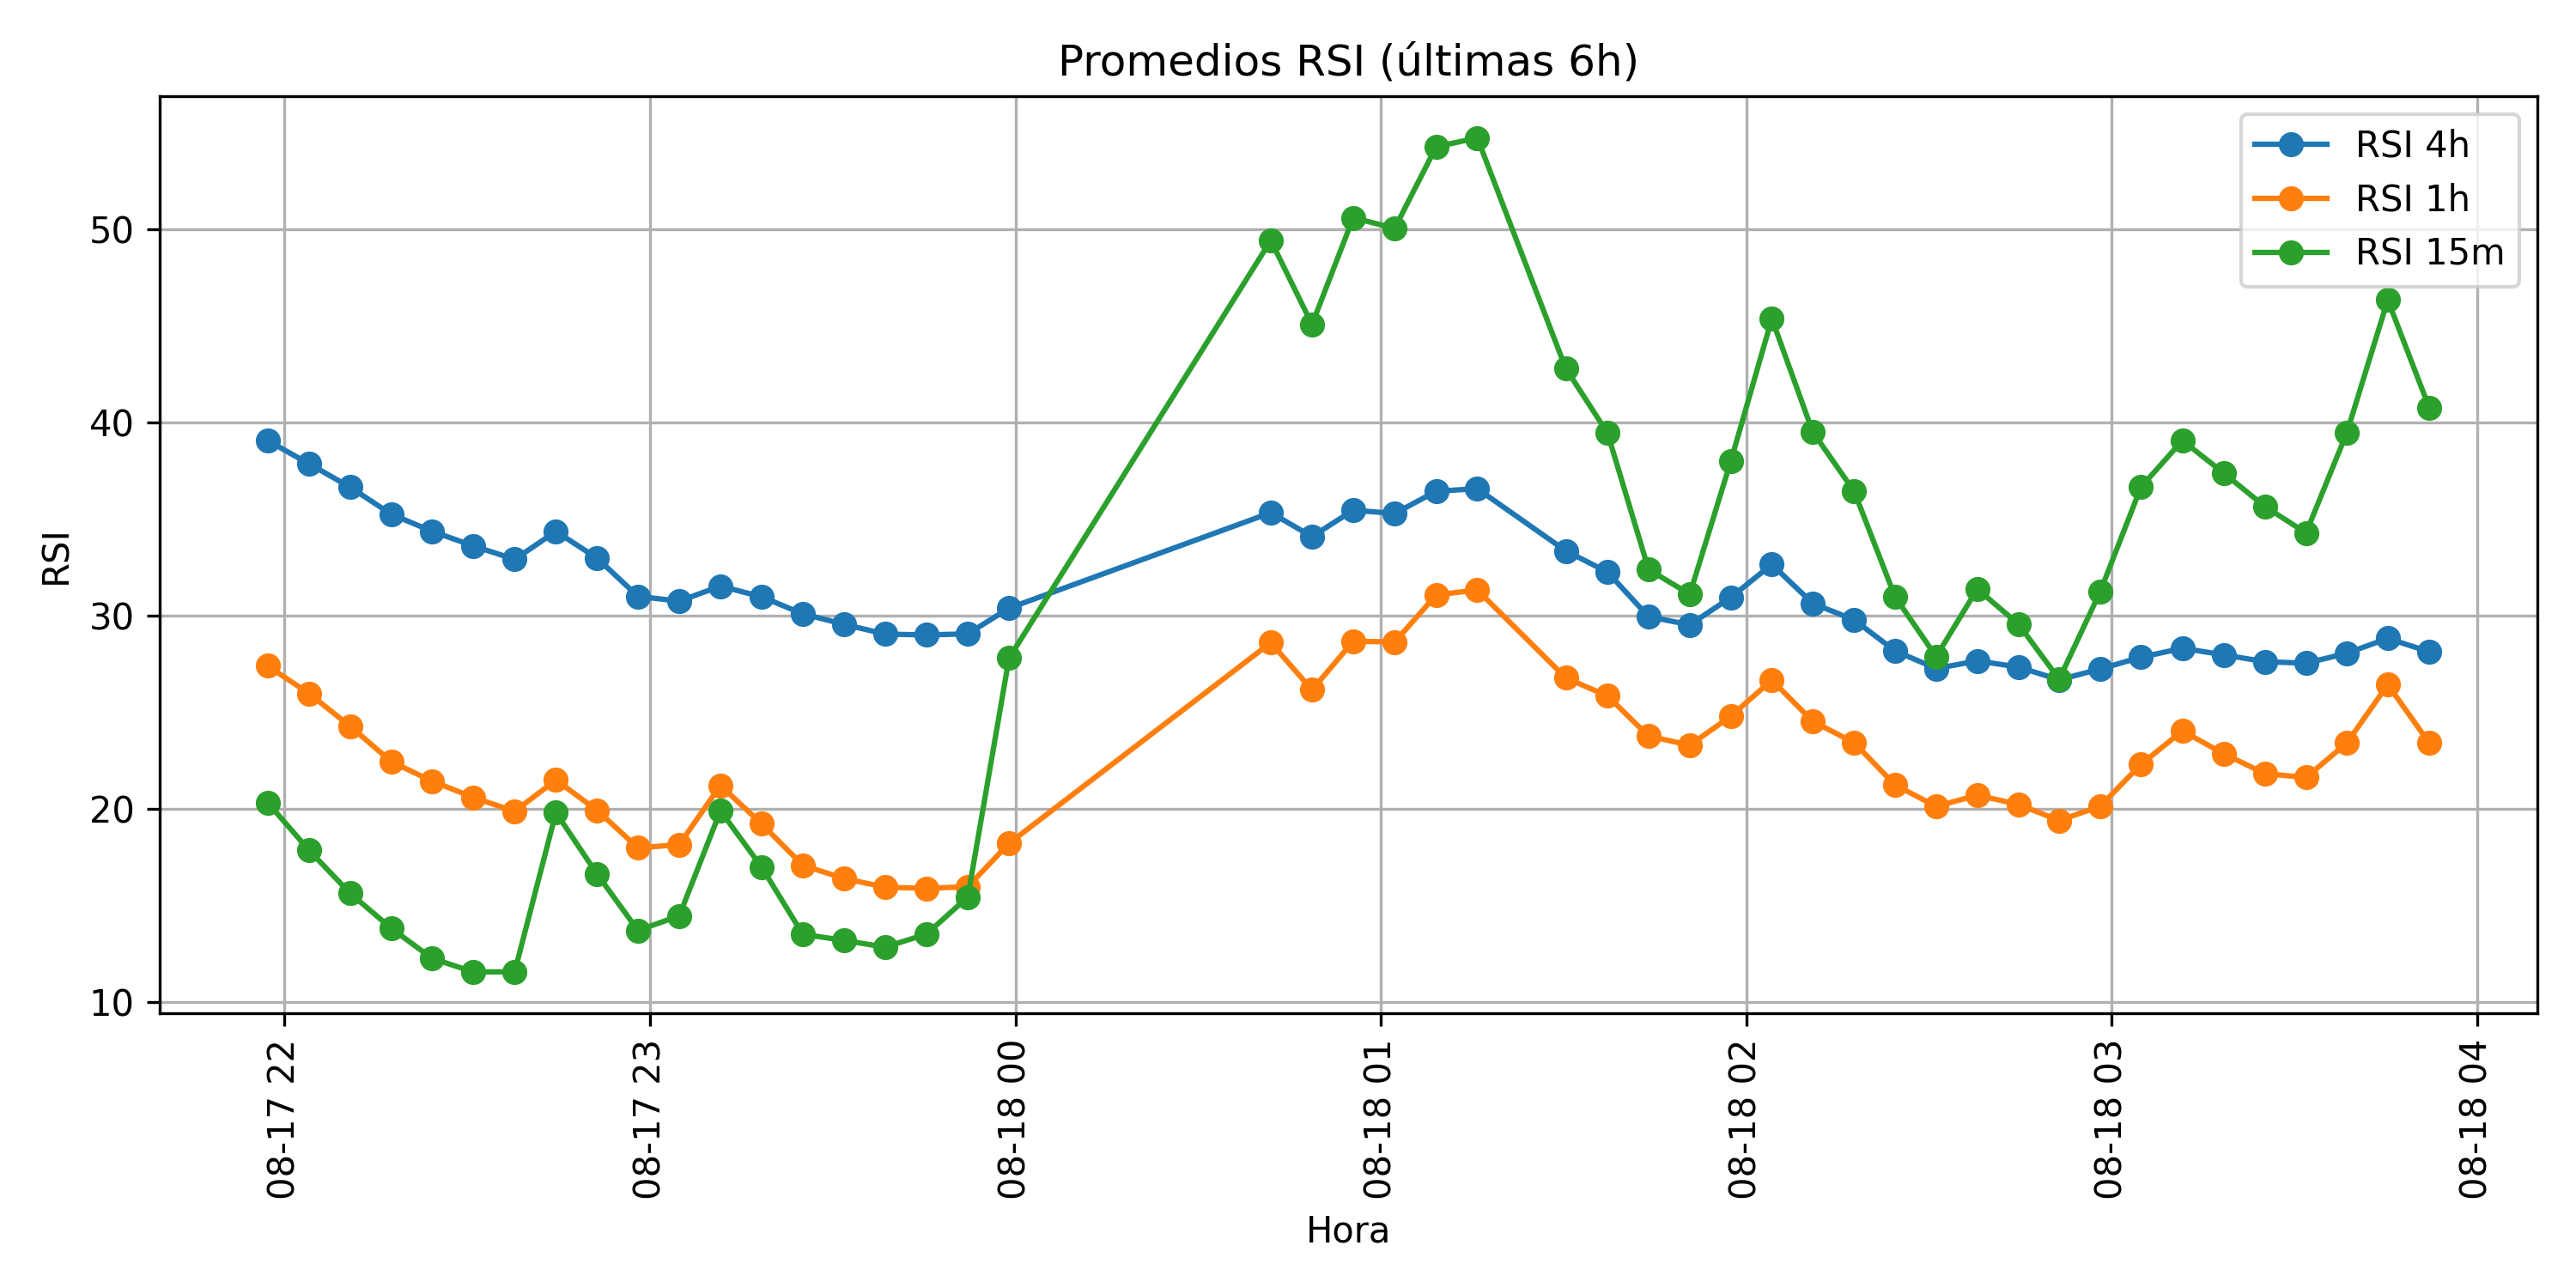 Promedios RSI (últimas 6h)
RSI 4h
RSI 1h
RSI 15m
50
40
30
20
10
RSI
08-17 22
08-17 23
08-18 00
08-18 01
08-18 02
08-18 03
08-18 04
Hora